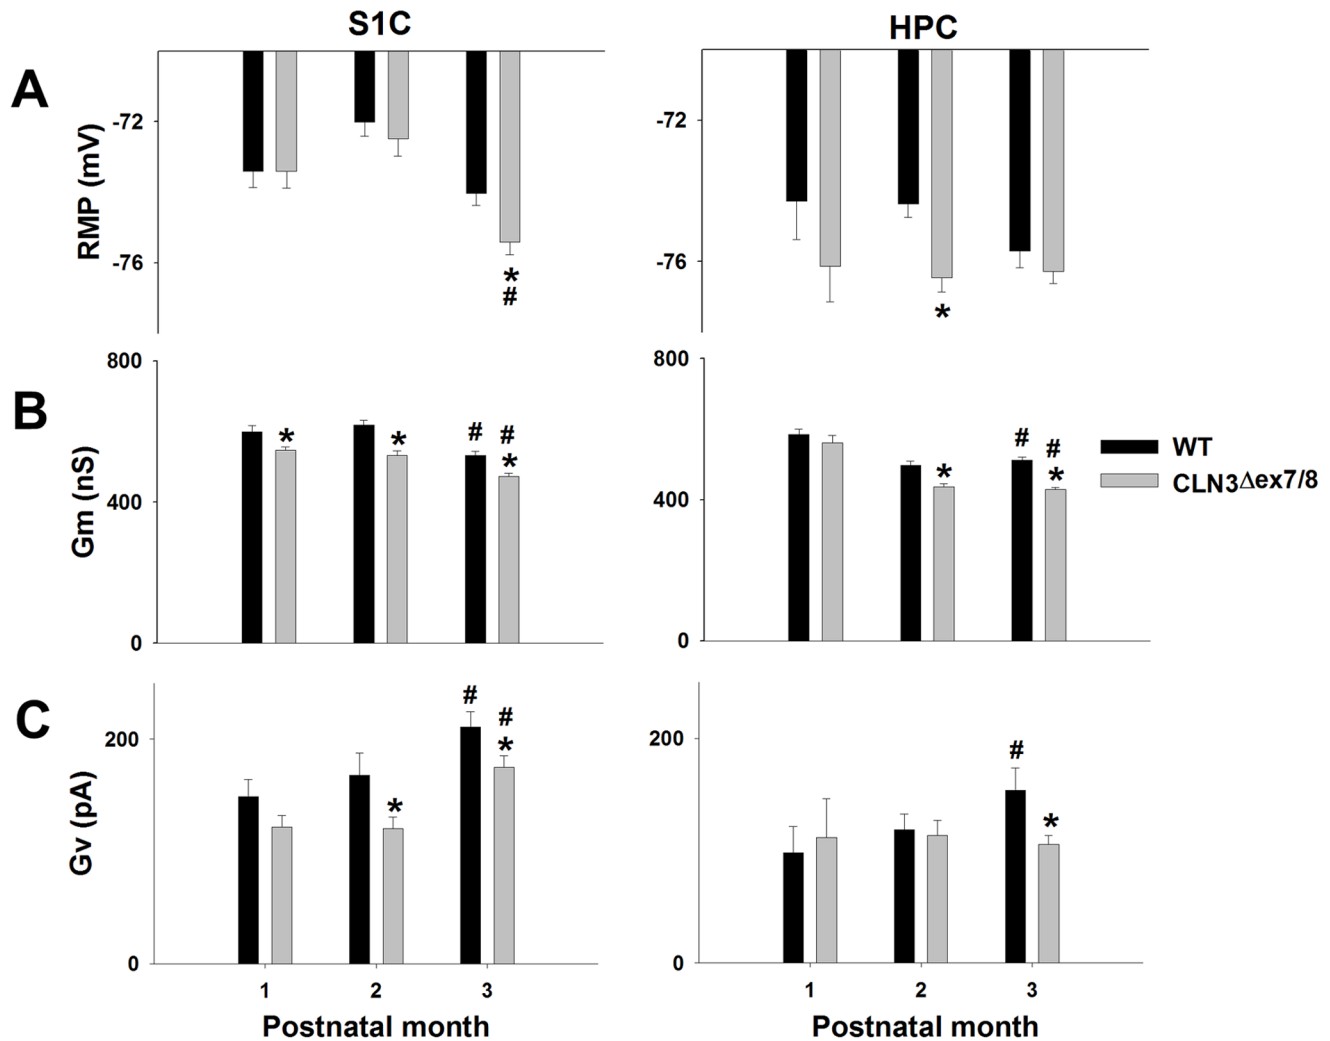 S1C
HPC
A
RMP (mV)
-72
-76
*
#
-72
-76
*
B
Gm (nS)
800
400
0
*
*
#
#
*
800
400
0
*
#
#
*
WT
CLN3Δex7/8
C
Gv (pA)
200
0
*
#
#
*
200
0
#
*
1 2 3
1 2 3
Postnatal month
Postnatal month